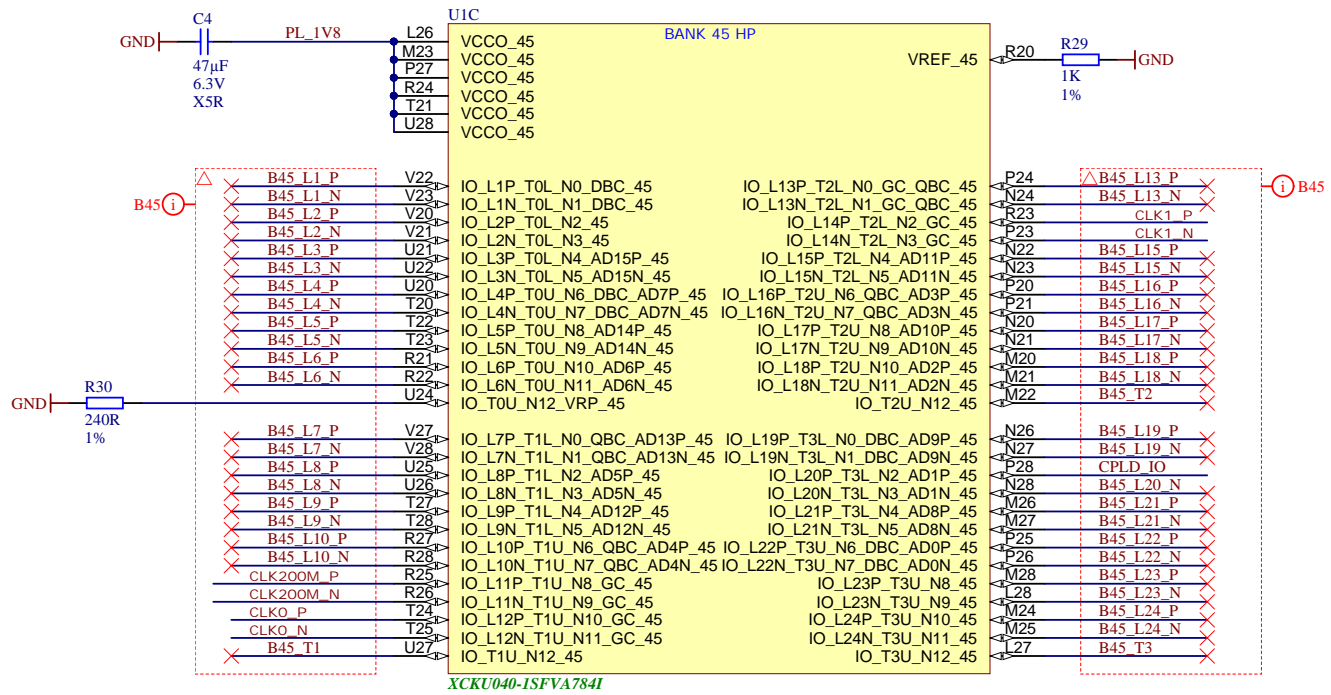 U1C
BANK 45 HP
C4
GND
47µF
6.3V
X5R
PL_1V8
L26 VCCO_45
M23 VCCO_45
P27 VCCO_45
R24 VCCO_45
T21 VCCO_45
U28 VCCO_45
VREF_45 R20
R29
1K
1%
GND
B45
B45_L1_P V22 IO_L1P_T0L_N0_DBC_45
B45_L1_N V23 IO_L1N_T0L_N1_DBC_45
B45_L2_P V20 IO_L2P_T0L_N2_45
B45_L2_N V21 IO_L2N_T0L_N3_45
B45_L3_P U21 IO_L3P_T0L_N4_AD15P_45
B45_L3_N U22 IO_L3N_T0L_N5_AD15N_45
B45_L4_P U20 IO_L4P_T0U_N6_DBC_AD7P_45
B45_L4_N T20 IO_L4N_T0U_N7_DBC_AD7N_45
B45_L5_P T22 IO_L5P_T0U_N8_AD14P_45
B45_L5_N T23 IO_L5N_T0U_N9_AD14N_45
B45_L6_P R21 IO_L6P_T0U_N10_AD6P_45
B45_L6_N R22 IO_L6N_T0U_N11_AD6N_45
GND
R30
240R
1%
U24 IO_T0U_N12_VRP_45
B45_L7_P V27 IO_L7P_T1L_N0_QBC_AD13P_45
B45_L7_N V28 IO_L7N_T1L_N1_QBC_AD13N_45
B45_L8_P U25 IO_L8P_T1L_N2_AD5P_45
B45_L8_N U26 IO_L8N_T1L_N3_AD5N_45
B45_L9_P T27 IO_L9P_T1L_N4_AD12P_45
B45_L9_N T28 IO_L9N_T1L_N5_AD12N_45
B45_L10_P R27 IO_L10P_T1U_N6_QBC_AD4P_45
B45_L10_N R28 IO_L10N_T1U_N7_QBC_AD4N_45
CLK200M_P R25 IO_L11P_T1U_N8_GC_45
CLK200M_N R26 IO_L11N_T1U_N9_GC_45
CLK0_P T24 IO_L12P_T1U_N10_GC_45
CLK0_N T25 IO_L12N_T1U_N11_GC_45
B45_T1 U27 IO_T1U_N12_45
B45
IO_L13P_T2L_N0_GC_QBC_45 P24 B45_L13_P
IO_L13N_T2L_N1_GC_QBC_45 N24 B45_L13_N
IO_L14P_T2L_N2_GC_45 R23 CLK1_P
IO_L14N_T2L_N3_GC_45 P23 CLK1_N
IO_L15P_T2L_N4_AD11P_45 N22 B45_L15_P
IO_L15N_T2L_N5_AD11N_45 N23 B45_L15_N
IO_L16P_T2U_N6_QBC_AD3P_45 P20 B45_L16_P
IO_L16N_T2U_N7_QBC_AD3N_45 P21 B45_L16_N
IO_L17P_T2U_N8_AD10P_45 N20 B45_L17_P
IO_L17N_T2U_N9_AD10N_45 N21 B45_L17_N
IO_L18P_T2U_N10_AD2P_45 M20 B45_L18_P
IO_L18N_T2U_N11_AD2N_45 M21 B45_L18_N
IO_T2U_N12_45 M22 B45_T2
IO_L19P_T3L_N0_DBC_AD9P_45 N26 B45_L19_P
IO_L19N_T3L_N1_DBC_AD9N_45 N27 B45_L19_N
IO_L20P_T3L_N2_AD1P_45 P28 CPLD_IO
IO_L20N_T3L_N3_AD1N_45 N28 B45_L20_N
IO_L21P_T3L_N4_AD8P_45 M26 B45_L21_P
IO_L21N_T3L_N5_AD8N_45 M27 B45_L21_N
IO_L22P_T3U_N6_DBC_AD0P_45 P25 B45_L22_P
IO_L22N_T3U_N7_DBC_AD0N_45 P26 B45_L22_N
IO_L23P_T3U_N8_45 M28 B45_L23_P
IO_L23N_T3U_N9_45 L28 B45_L23_N
IO_L24P_T3U_N10_45 M24 B45_L24_P
IO_L24N_T3U_N11_45 M25 B45_L24_N
IO_T3U_N12_45 L27 B45_T3
XCKU040-1SFVA784I